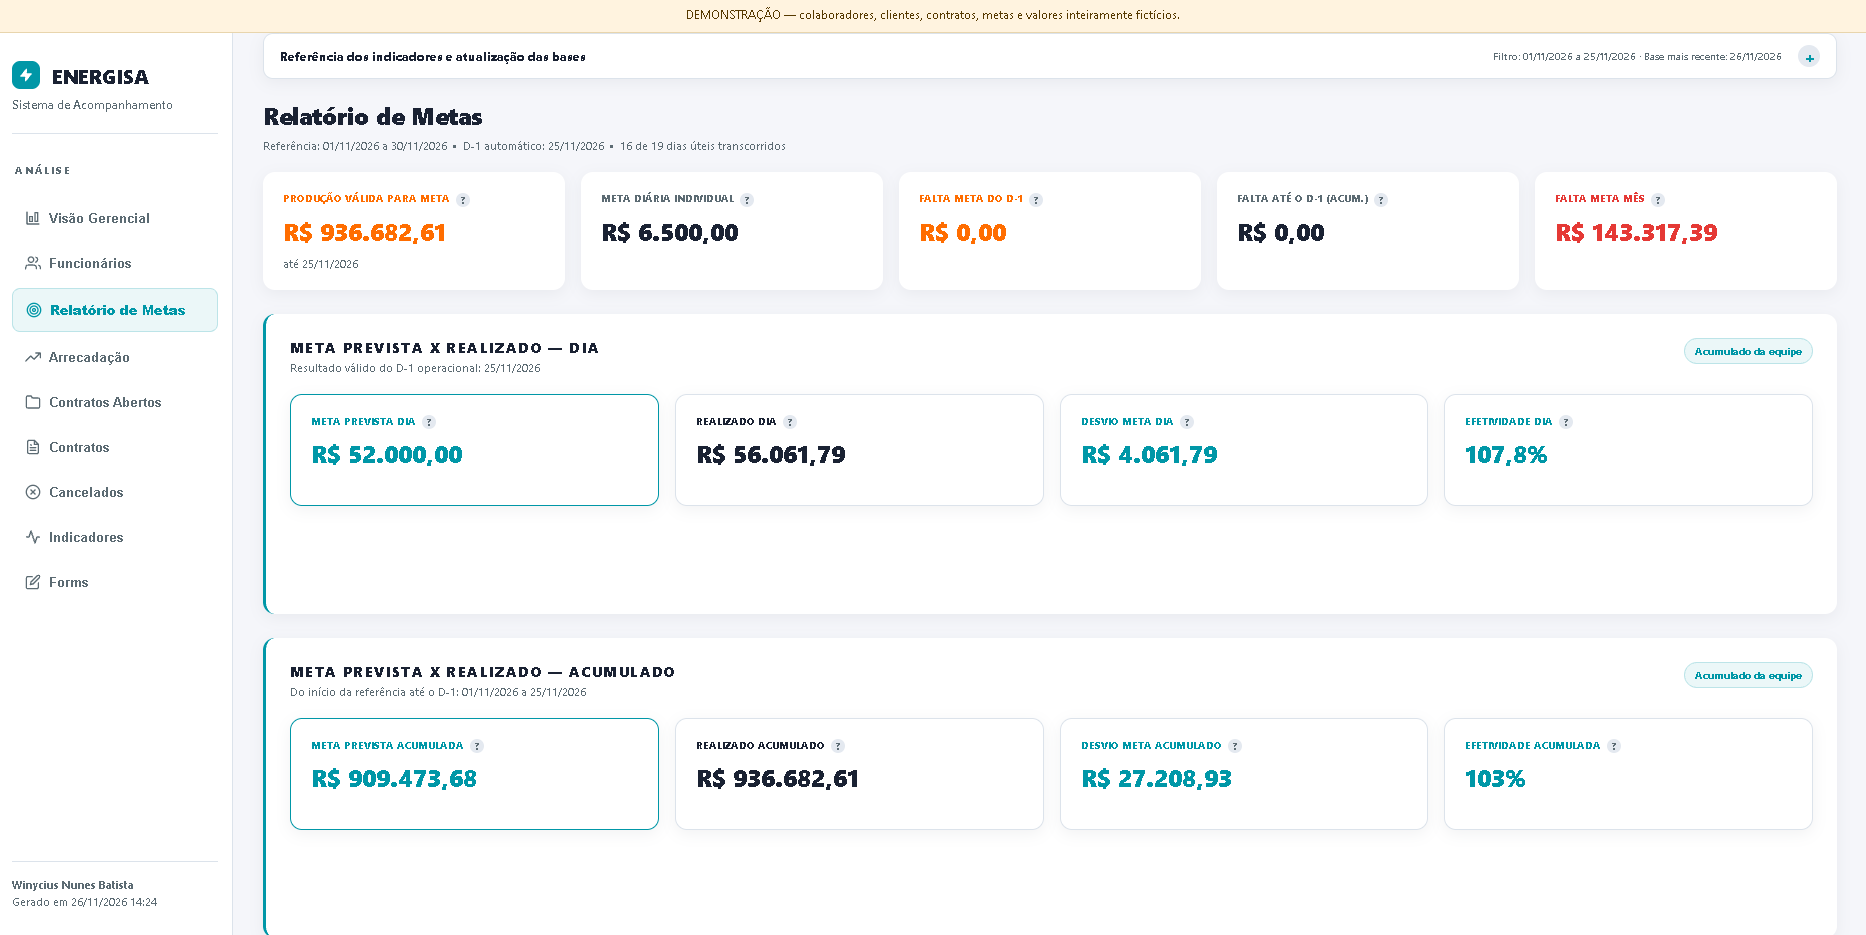 DEMONSTRAÇÃO — colaboradores, clientes, contratos, metas e valores inteiramente fictícios.
ENERGISA
Sistema de Acompanhamento
ANÁLISE
Visão Gerencial
Funcionários
Relatório de Metas
Arrecadação
Contratos Abertos
Contratos
Cancelados
Indicadores
Forms
Winycius Nunes Batista
Gerado em 26/11/2026 14:24
Referência dos indicadores e atualização das bases
Filtro: 01/11/2026 a 25/11/2026 · Base mais recente: 26/11/2026
+
Relatório de Metas
Referência: 01/11/2026 a 30/11/2026 • D-1 automático: 25/11/2026 • 16 de 19 dias úteis transcorridos
PRODUÇÃO VÁLIDA PARA META ?
R$ 936.682,61
até 25/11/2026
META DIÁRIA INDIVIDUAL ?
R$ 6.500,00
FALTA META DO D-1 ?
R$ 0,00
FALTA ATÉ O D-1 (ACUM.) ?
R$ 0,00
FALTA META MÊS ?
R$ 143.317,39
META PREVISTA X REALIZADO — DIA
Resultado válido do D-1 operacional: 25/11/2026
Acumulado da equipe
META PREVISTA DIA ?
R$ 52.000,00
REALIZADO DIA ?
R$ 56.061,79
DESVIO META DIA ?
R$ 4.061,79
EFETIVIDADE DIA ?
107,8%
META PREVISTA X REALIZADO — ACUMULADO
Do início da referência até o D-1: 01/11/2026 a 25/11/2026
Acumulado da equipe
META PREVISTA ACUMULADA ?
R$ 909.473,68
REALIZADO ACUMULADO ?
R$ 936.682,61
DESVIO META ACUMULADO ?
R$ 27.208,93
EFETIVIDADE ACUMULADA ?
103%